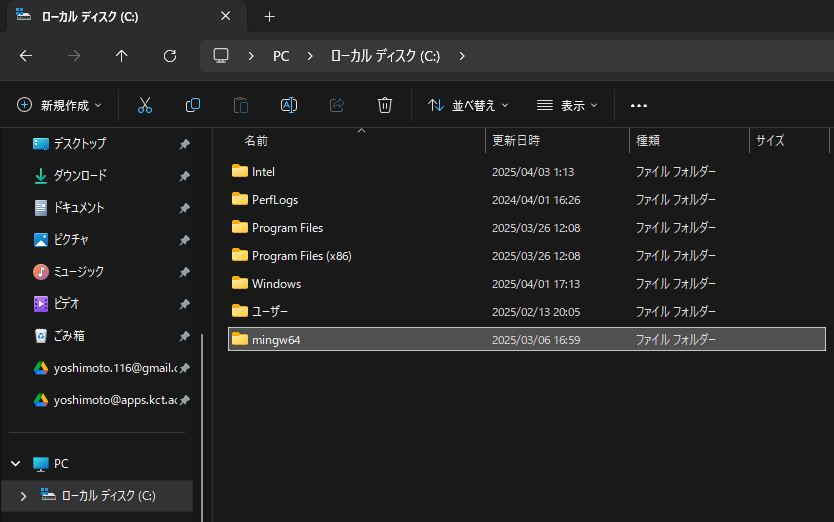 ローカル ディスク (C:)
PC
ローカル ディスク (C:)
新規作成
並べ替え
表示
名前 更新日時 種類 サイズ
デスクトップ
ダウンロード
ドキュメント
ピクチャ
ミュージック
ビデオ
ごみ箱
yoshimoto.116@gmail.c
yoshimoto@apps.kct.ac
PC
ローカル ディスク (C:)
Intel 2025/04/03 1:13 ファイル フォルダー
PerfLogs 2024/04/01 16:26 ファイル フォルダー
Program Files 2025/03/26 12:08 ファイル フォルダー
Program Files (x86) 2025/03/26 12:08 ファイル フォルダー
Windows 2025/04/01 17:13 ファイル フォルダー
ユーザー 2025/02/13 20:05 ファイル フォルダー
mingw64 2025/03/06 16:59 ファイル フォルダー